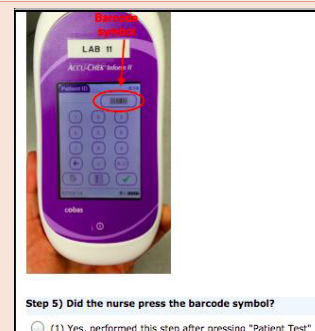 Barcode
symbol
LAB 11
ACCU-CHEK® Inform II
Patient ID
cobas
Step 5) Did the nurse press the barcode symbol?
(1) Yes, performed this step after pressing "Patient Test"